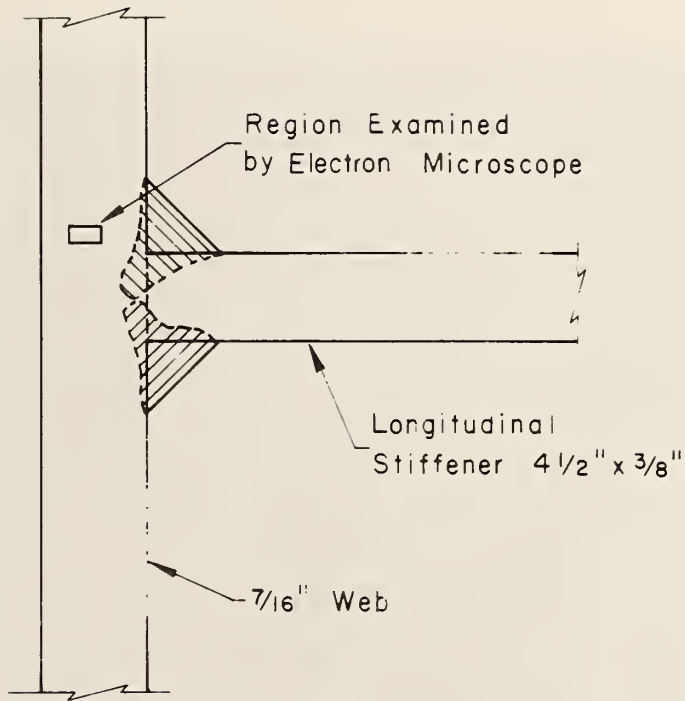 Region Examined
by Electron Microscope
Longitudinal
Stiffener 4 1/2" x 3/8"
7/16" Web